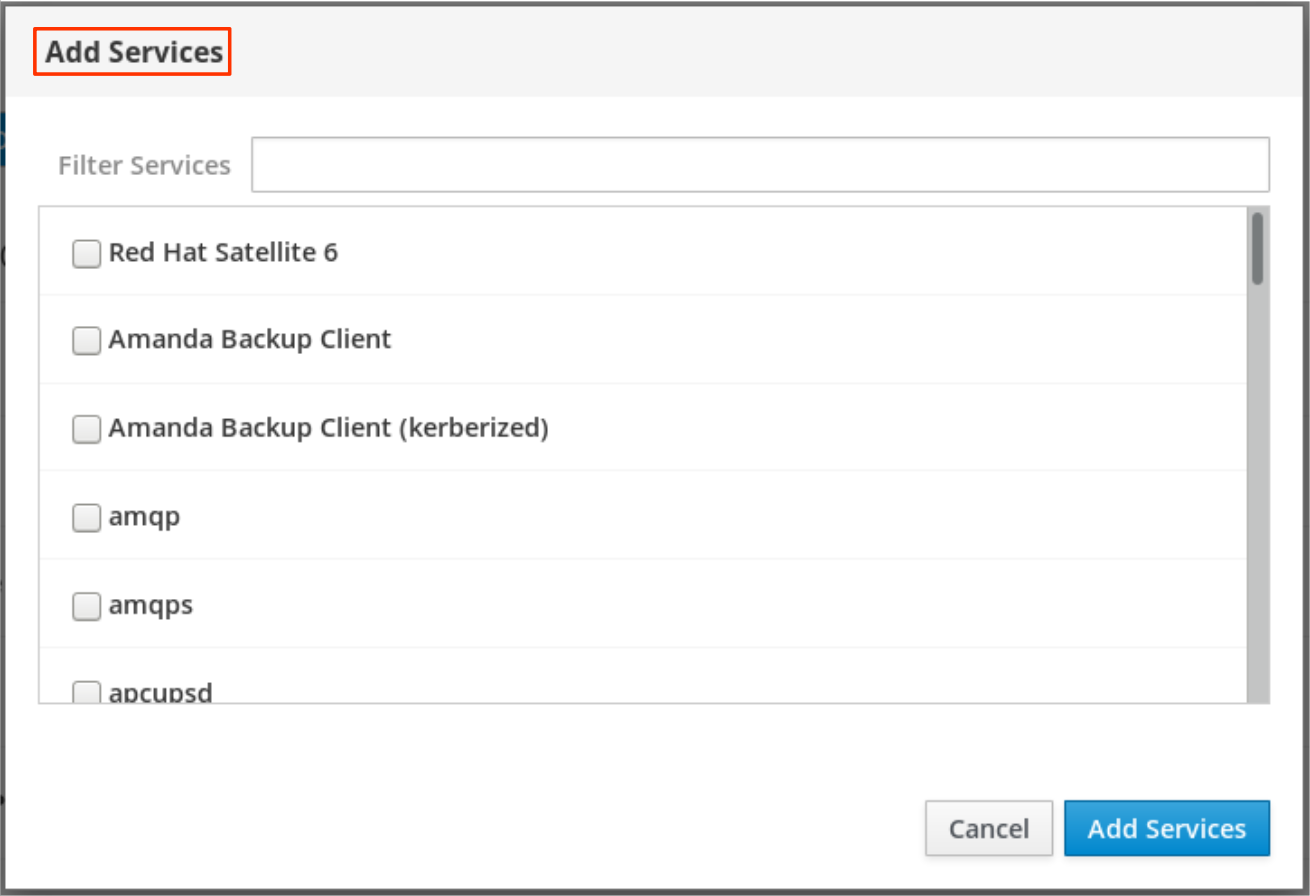 Add Services
Filter Services
Red Hat Satellite 6
Amanda Backup Client
Amanda Backup Client (kerberized)
amqp
amqps
apcupsd
Cancel Add Services